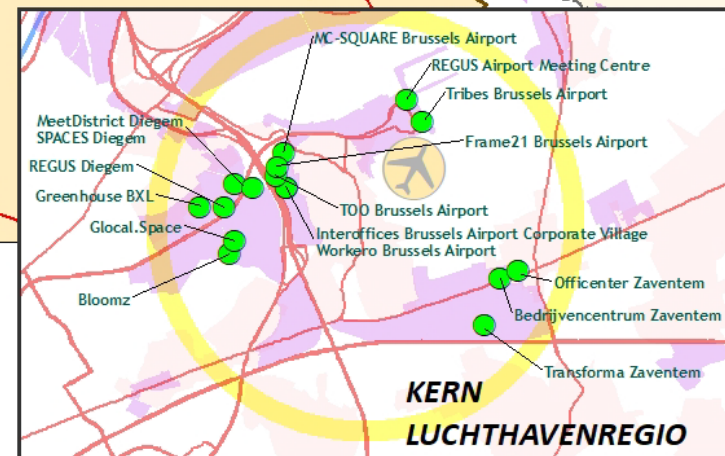 MC-SQUARE Brussels Airport
REGUS Airport Meeting Centre
Tribes Brussels Airport
MeetDistrict Diegem
SPACES Diegem
Frame21 Brussels Airport
REGUS Diegem
Greenhouse BXL
TOO Brussels Airport
Glocal.Space
Interoffices Brussels Airport Corporate Village
Workero Brussels Airport
Officenter Zaventem
Bloomz
Bedrijvencentrum Zaventem
Transforma Zaventem
KERN
LUCHTHAVENREGIO